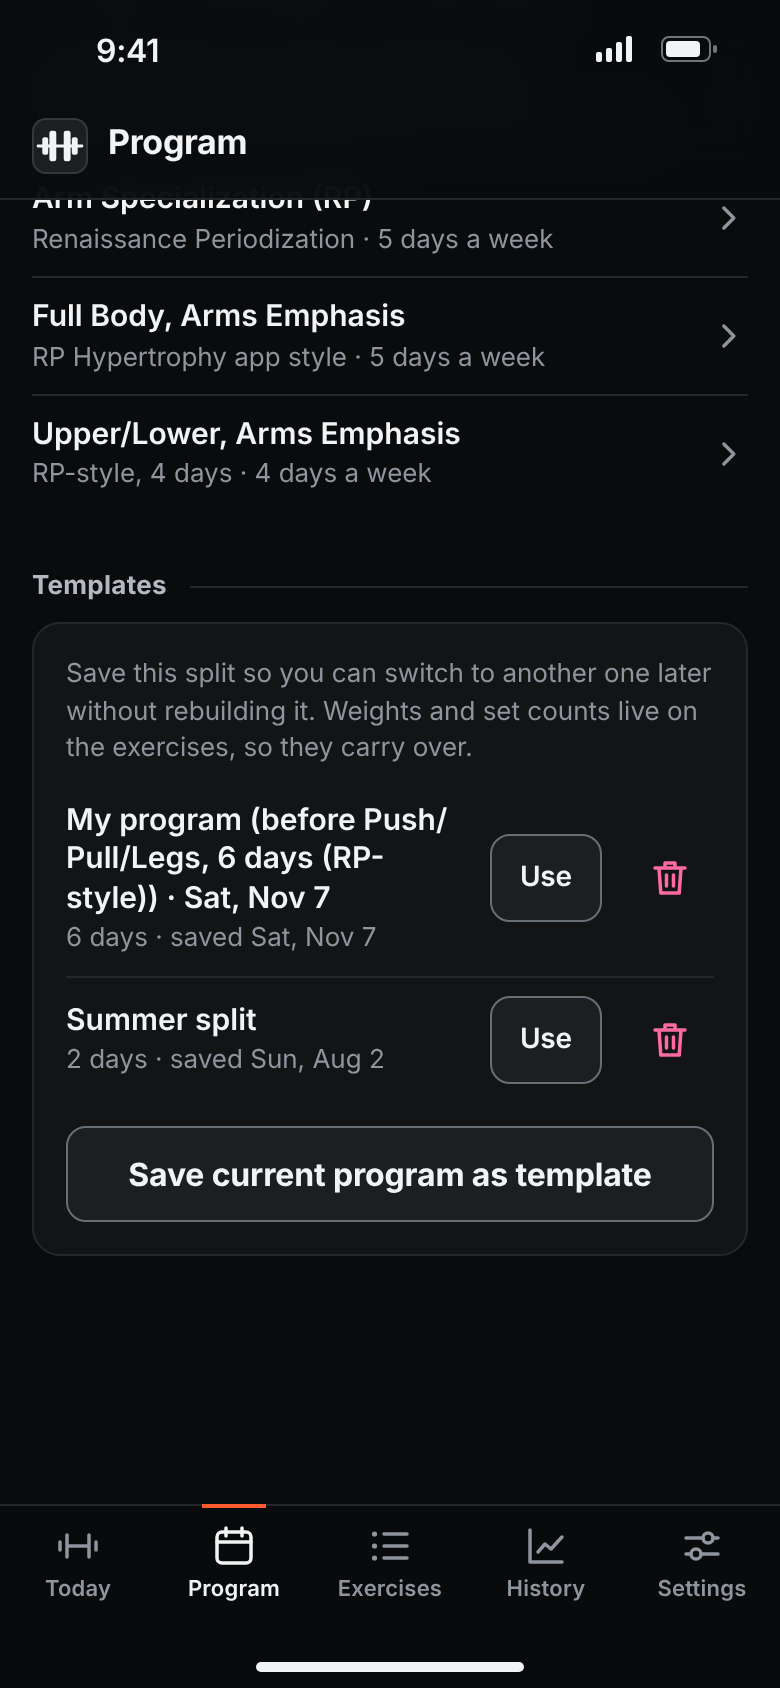 9:41
Program
Arm Specialization (RP)
Renaissance Periodization · 5 days a week
Full Body, Arms Emphasis
RP Hypertrophy app style · 5 days a week
Upper/Lower, Arms Emphasis
RP-style, 4 days · 4 days a week
Templates
Save this split so you can switch to another one later
without rebuilding it. Weights and set counts live on
the exercises, so they carry over.
My program (before Push/
Pull/Legs, 6 days (RP-
style)) · Sat, Nov 7
6 days · saved Sat, Nov 7
Use
Summer split
2 days · saved Sun, Aug 2
Use
Save current program as template
Today
Program
Exercises
History
Settings